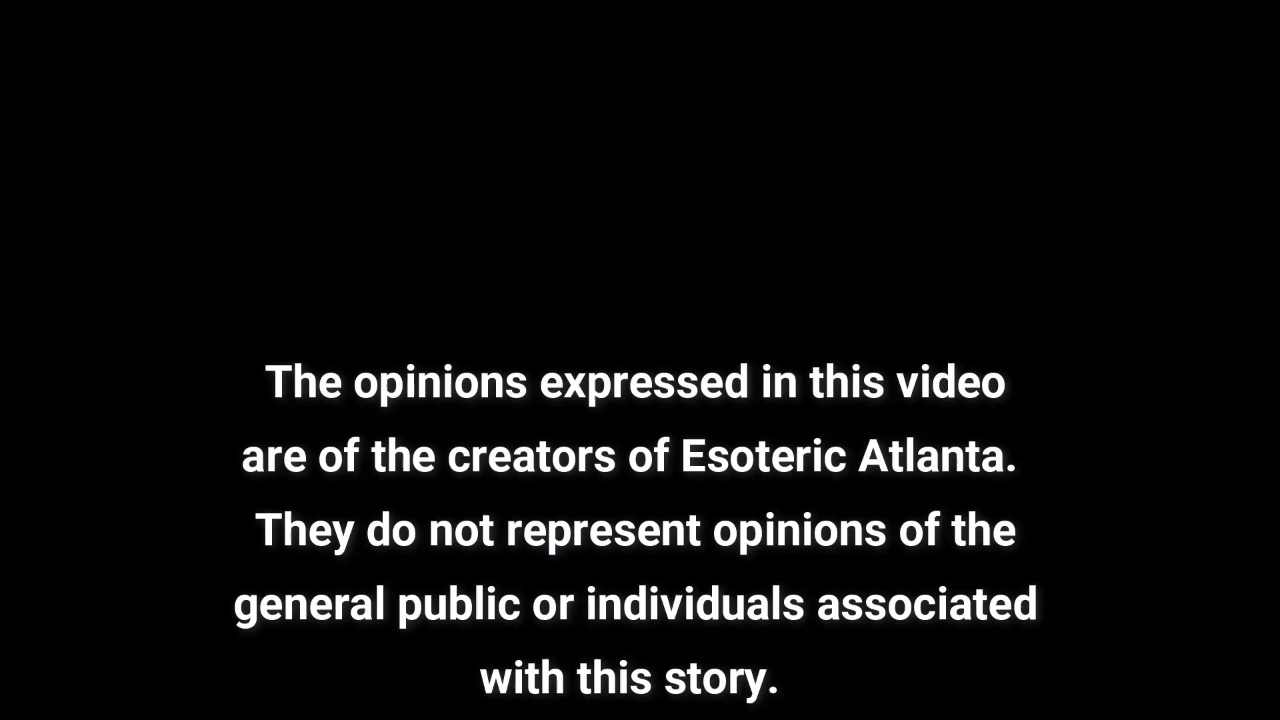 The opinions expressed in this video
are of the creators of Esoteric Atlanta.
They do not represent opinions of the
general public or individuals associated
with this story.